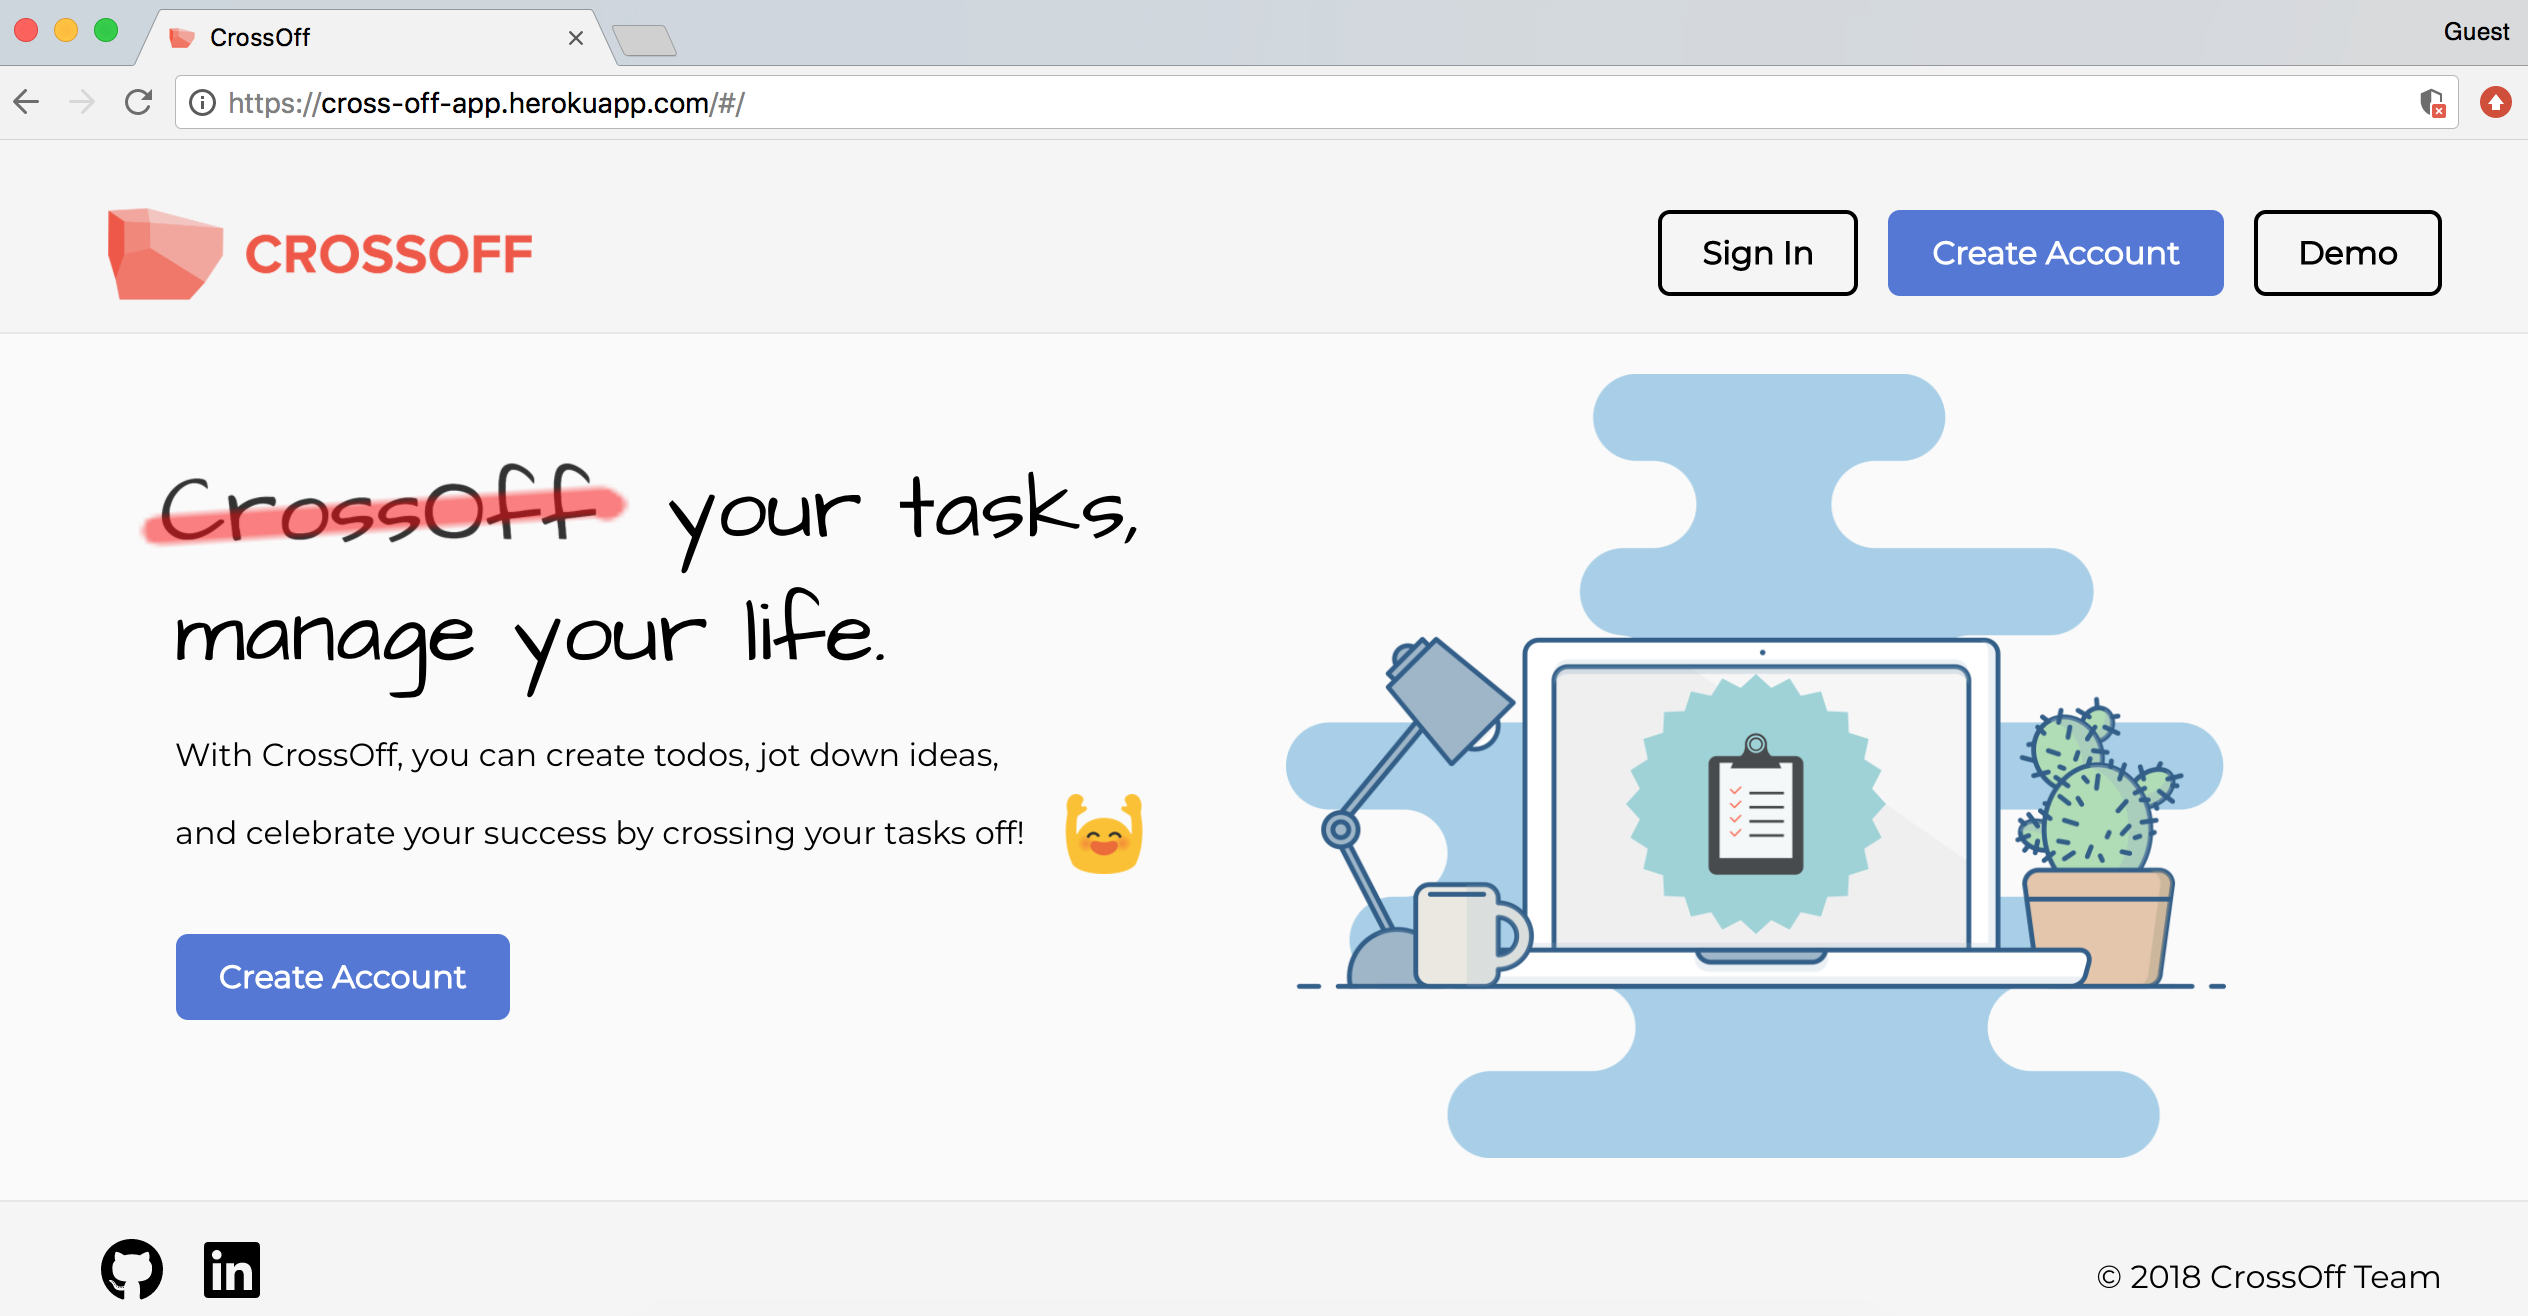 CrossOff
Guest
https://cross-off-app.herokuapp.com/#/
CROSSOFF
Sign In
Create Account
Demo
CrossOff your tasks,
manage your life.
With CrossOff, you can create todos, jot down ideas,
and celebrate your success by crossing your tasks off!
Create Account
in
© 2018 CrossOff Team